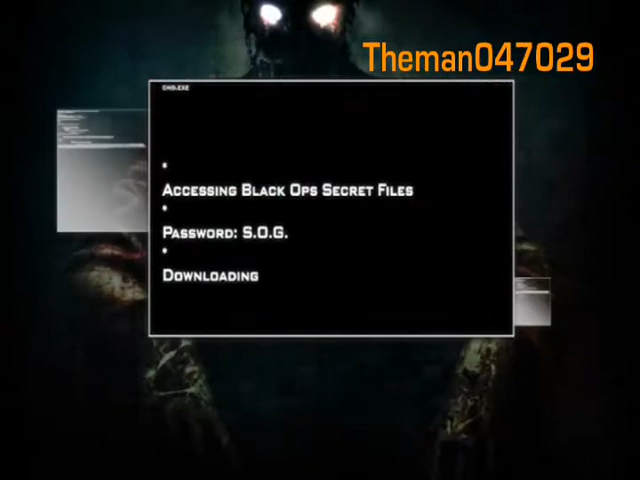 Theman047029
CMD.EXE
*
Accessing Black Ops Secret Files
*
Password: S.O.G.
*
Downloading